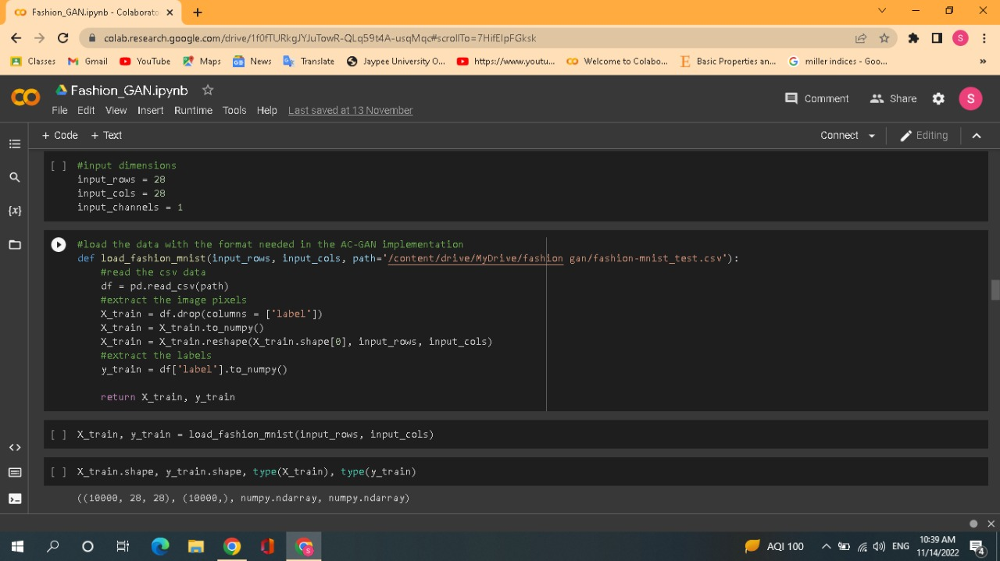 Fashion_GAN.ipynb - Colaborato
colab.research.google.com/drive/1f0fTURkgJYJuTowR-QLq59t4A-usqMqc#scrollTo=7HifElpFGksk
S
Classes Gmail YouTube Maps News Translate Jaypee University O... https://www.youtu... Welcome to Colabo... Basic Properties an... miller indices - Goo... »
Fashion_GAN.ipynb
Comment Share S
File Edit View Insert Runtime Tools Help Last saved at 13 November
+ Code + Text Connect Editing
[ ] #input dimensions
input_rows = 28
input_cols = 28
input_channels = 1
#load the data with the format needed in the AC-GAN implementation
def load_fashion_mnist(input_rows, input_cols, path='/content/drive/MyDrive/fashion gan/fashion-mnist_test.csv'):
#read the csv data
df = pd.read_csv(path)
#extract the image pixels
X_train = df.drop(columns = ['label'])
X_train = X_train.to_numpy()
X_train = X_train.reshape(X_train.shape[0], input_rows, input_cols)
#extract the labels
y_train = df['label'].to_numpy()
return X_train, y_train
[ ] X_train, y_train = load_fashion_mnist(input_rows, input_cols)
[ ] X_train.shape, y_train.shape, type(X_train), type(y_train)
((10000, 28, 28), (10000,), numpy.ndarray, numpy.ndarray)
{x}
<>
AQI 100 ENG 10:39 AM
11/14/2022
4